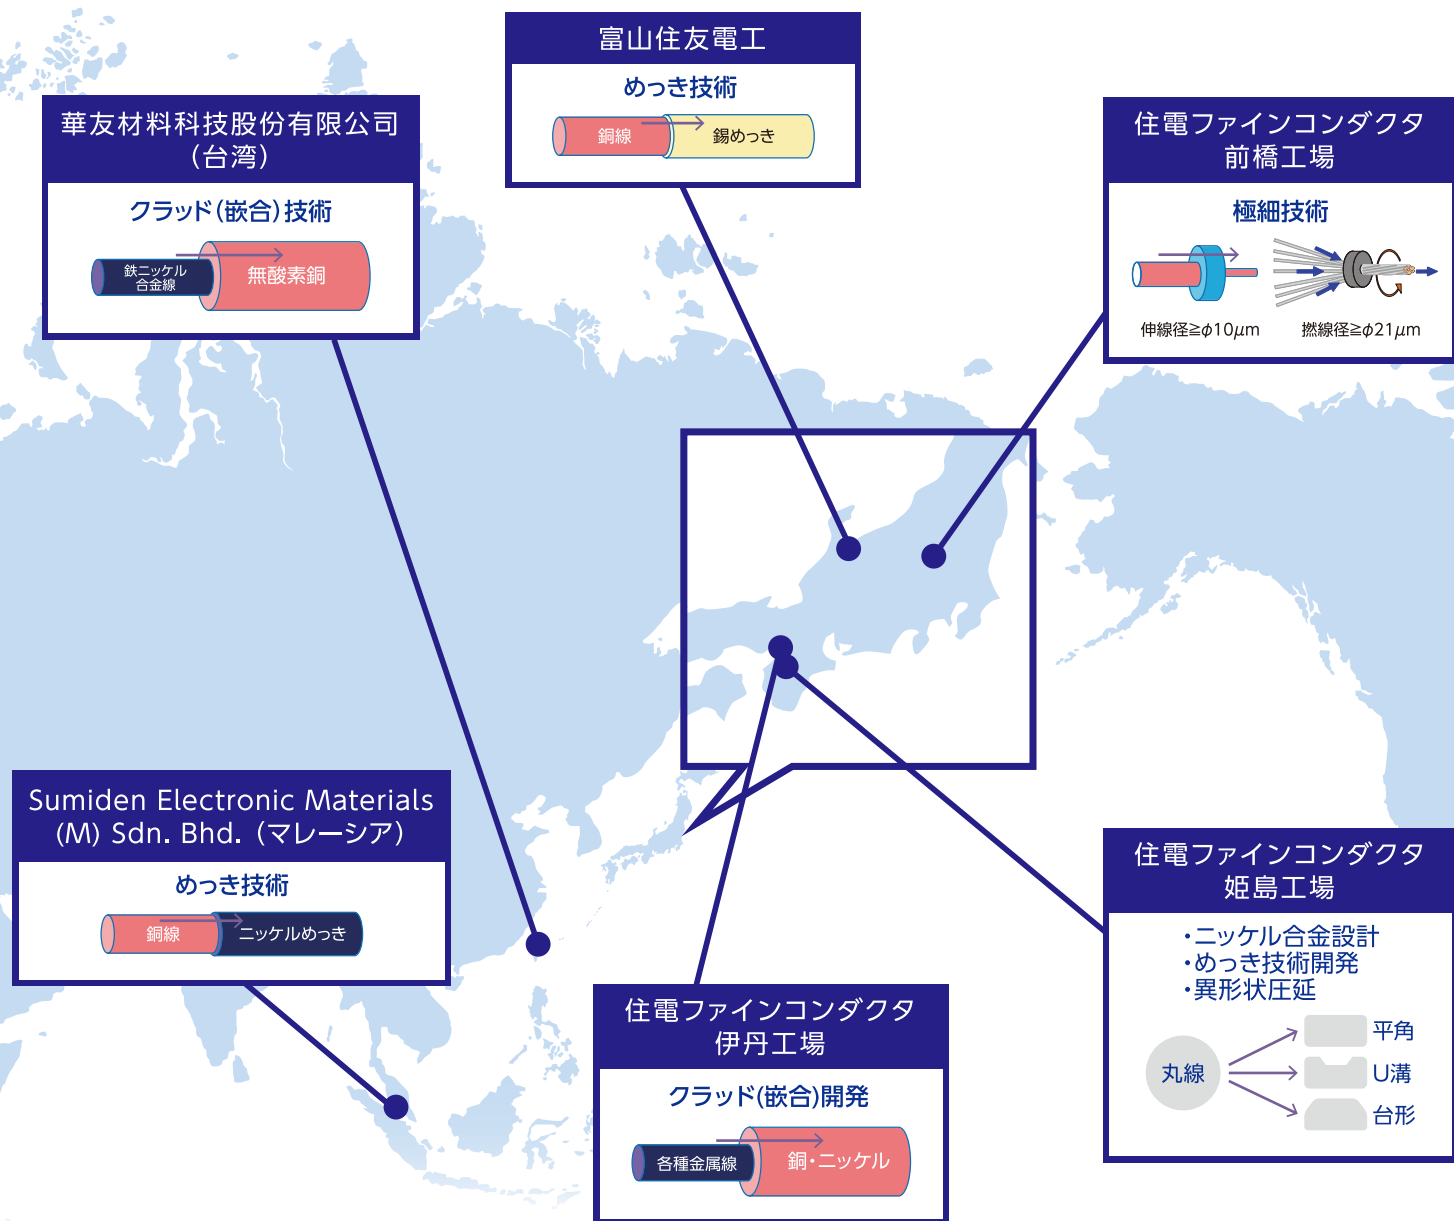 富山住友電工
めっき技術
銅線
錫めっき
華友材料科技股份有限公司
(台湾)
クラッド(嵌合)技術
鉄ニッケル
合金線
無酸素銅
住電ファインコンダクタ
前橋工場
極細技術
伸線径≧φ10μm
撚線径≧φ21μm
Sumiden Electronic Materials
(M) Sdn. Bhd.（マレーシア）
めっき技術
銅線
ニッケルめっき
住電ファインコンダクタ
伊丹工場
クラッド(嵌合)開発
各種金属線
銅・ニッケル
住電ファインコンダクタ
姫島工場
・ニッケル合金設計
・めっき技術開発
・異形状圧延
丸線
平角
U溝
台形